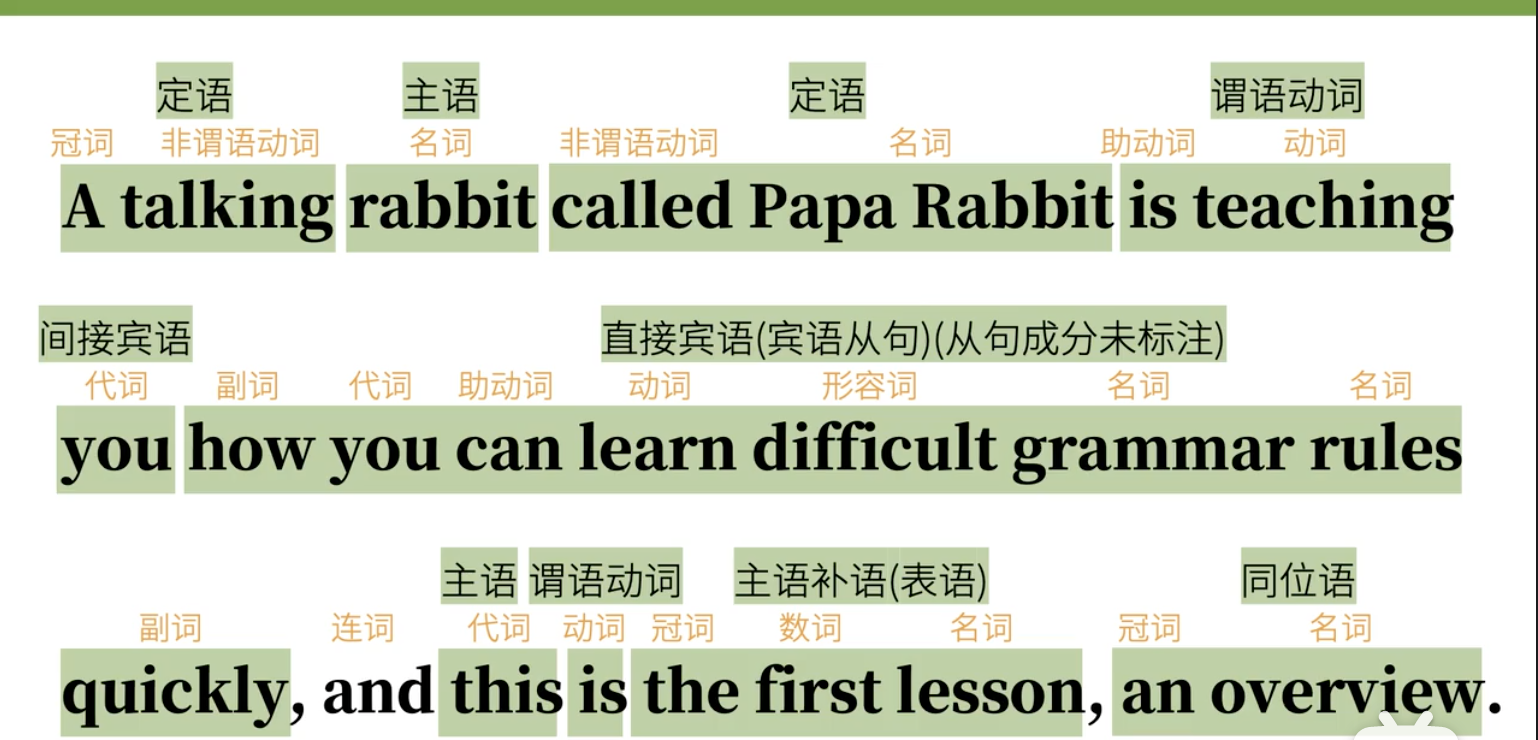 定语 主语 定语 谓语动词
冠词 非谓语动词 名词 非谓语动词 名词 助动词 动词
A talking rabbit called Papa Rabbit is teaching
间接宾语 直接宾语(宾语从句)(从句成分未标注)
代词 副词 代词 助动词 动词 形容词 名词 名词
you how you can learn difficult grammar rules
主语 谓语动词 主语补语(表语) 同位语
副词 连词 代词 动词 冠词 数词 名词 冠词 名词
quickly, and this is the first lesson, an overview.